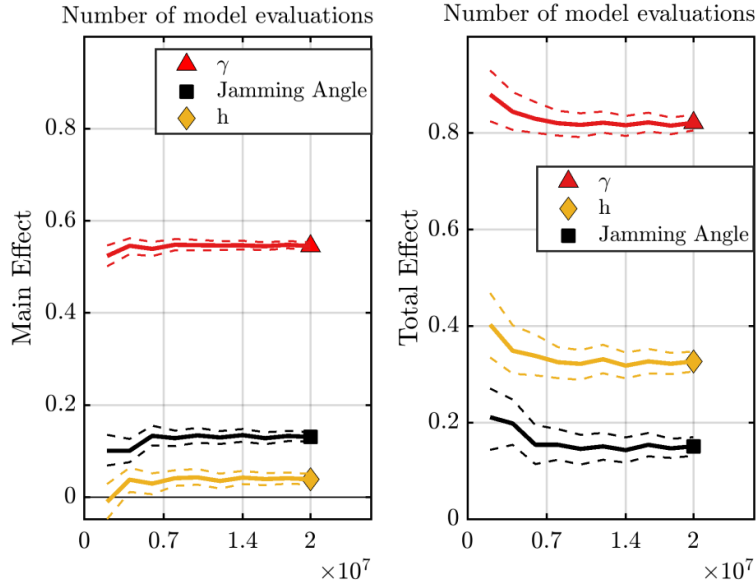 Number of model evaluations
γ
Jamming Angle
h
Main Effect
0.8
0.6
0.4
0.2
0
0.7
1.4
2
×10⁷
Number of model evaluations
γ
h
Jamming Angle
Total Effect
0.8
0.6
0.4
0.2
0
0
0.7
1.4
2
×10⁷